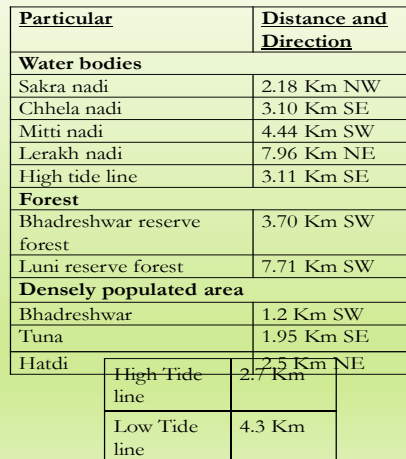 Particular Distance and
Direction
Water bodies
Sakra nadi 2.18 Km NW
Chhela nadi 3.10 Km SE
Mitti nadi 4.44 Km SW
Lerakh nadi 7.96 Km NE
High tide line 3.11 Km SE
Forest
Bhadreshwar reserve 3.70 Km SW
forest
Luni reserve forest 7.71 Km SW
Densely populated area
Bhadreshwar 1.2 Km SW
Tuna 1.95 Km SE
Hatdi 2.5 Km NE
High Tide 2.7 Km
line
Low Tide 4.3 Km
line